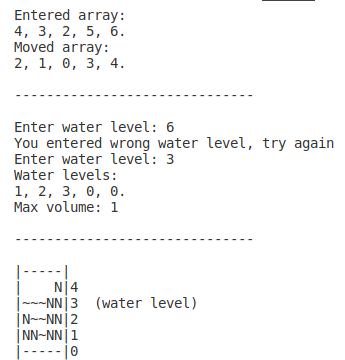 Entered array:
4, 3, 2, 5, 6.
Moved array:
2, 1, 0, 3, 4.
------------------------------
Enter water level: 6
You entered wrong water level, try again
Enter water level: 3
Water levels:
1, 2, 3, 0, 0.
Max volume: 1
------------------------------
|-----|
|    N|4
|~~~NN|3  (water level)
|N~~NN|2
|NN~NN|1
|-----|0